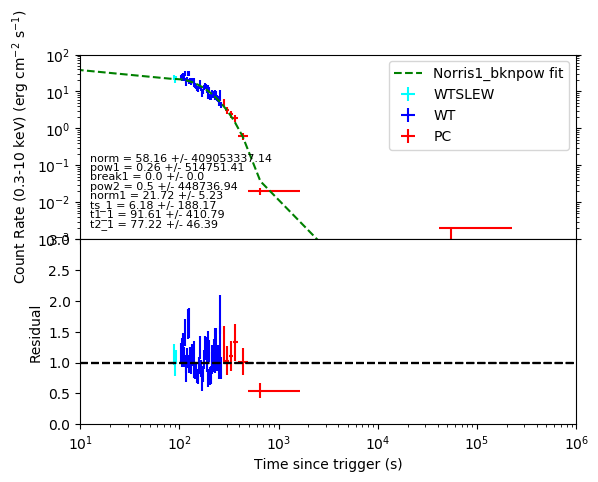 Count Rate (0.3-10 keV) (erg cm⁻² s⁻¹)
10²
10¹
10⁰
10⁻¹
10⁻²
10⁻³
Norris1_bknpow fit
WTSLEW
WT
PC
norm = 58.16 +/- 409053337.14
pow1 = 0.26 +/- 514751.41
break1 = 0.0 +/- 0.0
pow2 = 0.5 +/- 448736.94
norm1 = 21.72 +/- 5.23
ts_1 = 6.18 +/- 188.17
t1_1 = 91.61 +/- 410.79
t2_1 = 77.22 +/- 46.39
Residual
3.0
2.5
2.0
1.5
1.0
0.5
0.0
10¹ 10² 10³ 10⁴ 10⁵ 10⁶
Time since trigger (s)